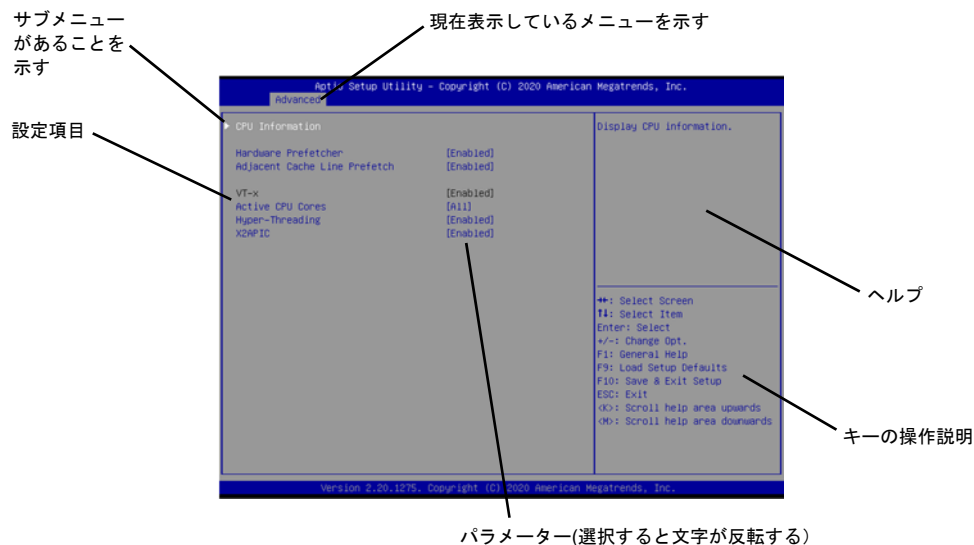 サブメニュー
があることを
示す
現在表示しているメニューを示す
Aptio Setup Utility - Copyright (C) 2020 American Megatrends, Inc.
Advanced
CPU Information
Display CPU information.
設定項目
Hardware Prefetcher [Enabled]
Adjacent Cache Line Prefetch [Enabled]
VT-x [Enabled]
Active CPU Cores [All]
Hyper-Threading [Enabled]
X2APIC [Enabled]
ヘルプ
→←: Select Screen
↑↓: Select Item
Enter: Select
+/-: Change Opt.
F1: General Help
F9: Load Setup Defaults
F10: Save & Exit Setup
ESC: Exit
<K>: Scroll help area upwards
<M>: Scroll help area downwards
キーの操作説明
Version 2.20.1275. Copyright (C) 2020 American Megatrends, Inc.
パラメーター(選択すると文字が反転する)